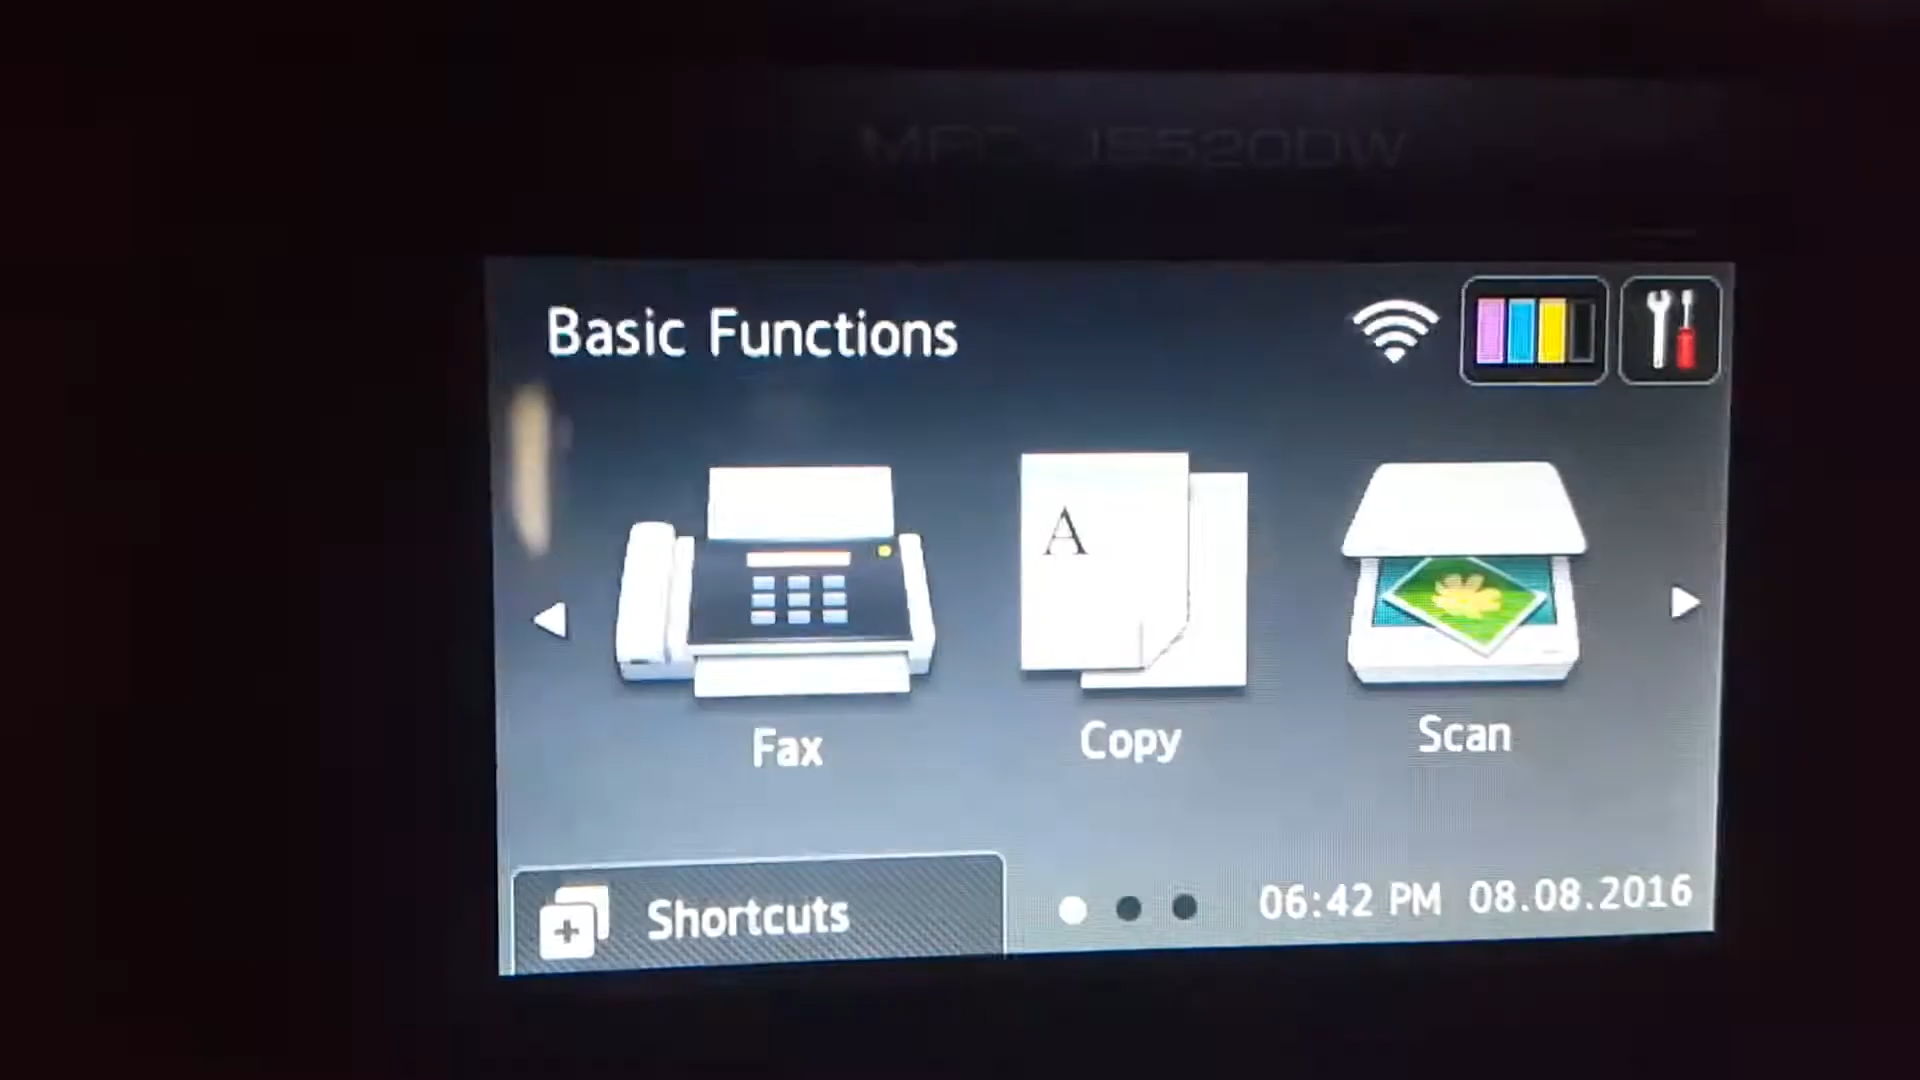 Basic Functions
A
Fax
Copy
Scan
Shortcuts
06:42 PM 08.08.2016